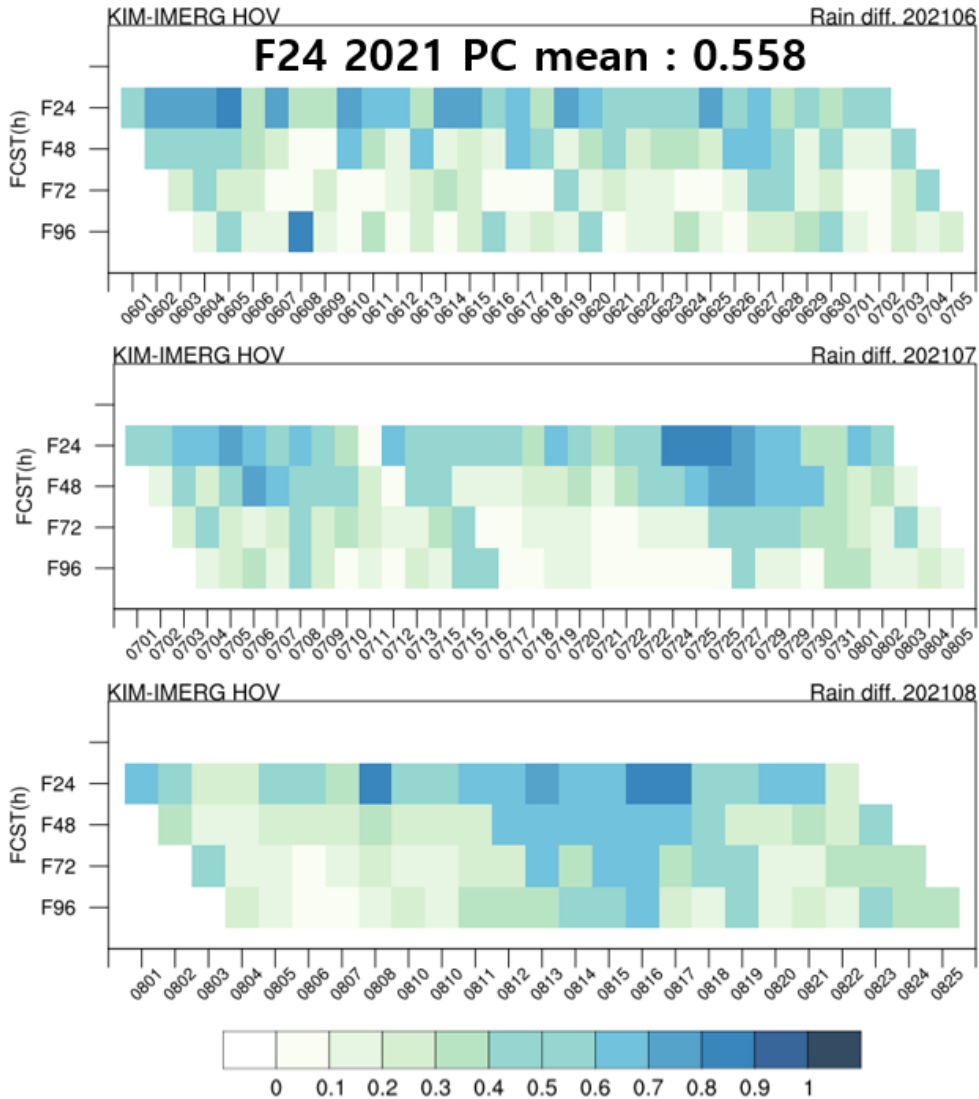 KIM-IMERG HOV Rain diff. 202106
F24 2021 PC mean : 0.558
FCST(h)
F24
F48
F72
F96
0601 0602 0603 0604 0605 0606 0607 0608 0609 0610 0611 0612 0613 0614 0615 0616 0617 0618 0619 0620 0621 0622 0623 0624 0625 0626 0627 0628 0629 0630 0701 0702 0703 0704 0705
KIM-IMERG HOV Rain diff. 202107
FCST(h)
F24
F48
F72
F96
0701 0702 0703 0704 0705 0706 0707 0708 0709 0710 0711 0712 0713 0715 0715 0716 0717 0718 0719 0720 0721 0722 0722 0724 0725 0725 0727 0729 0729 0730 0731 0801 0802 0803 0804 0805
KIM-IMERG HOV Rain diff. 202108
FCST(h)
F24
F48
F72
F96
0801 0802 0803 0804 0805 0806 0807 0808 0810 0810 0811 0812 0813 0814 0815 0816 0817 0818 0819 0820 0821 0822 0823 0824 0825
0 0.1 0.2 0.3 0.4 0.5 0.6 0.7 0.8 0.9 1